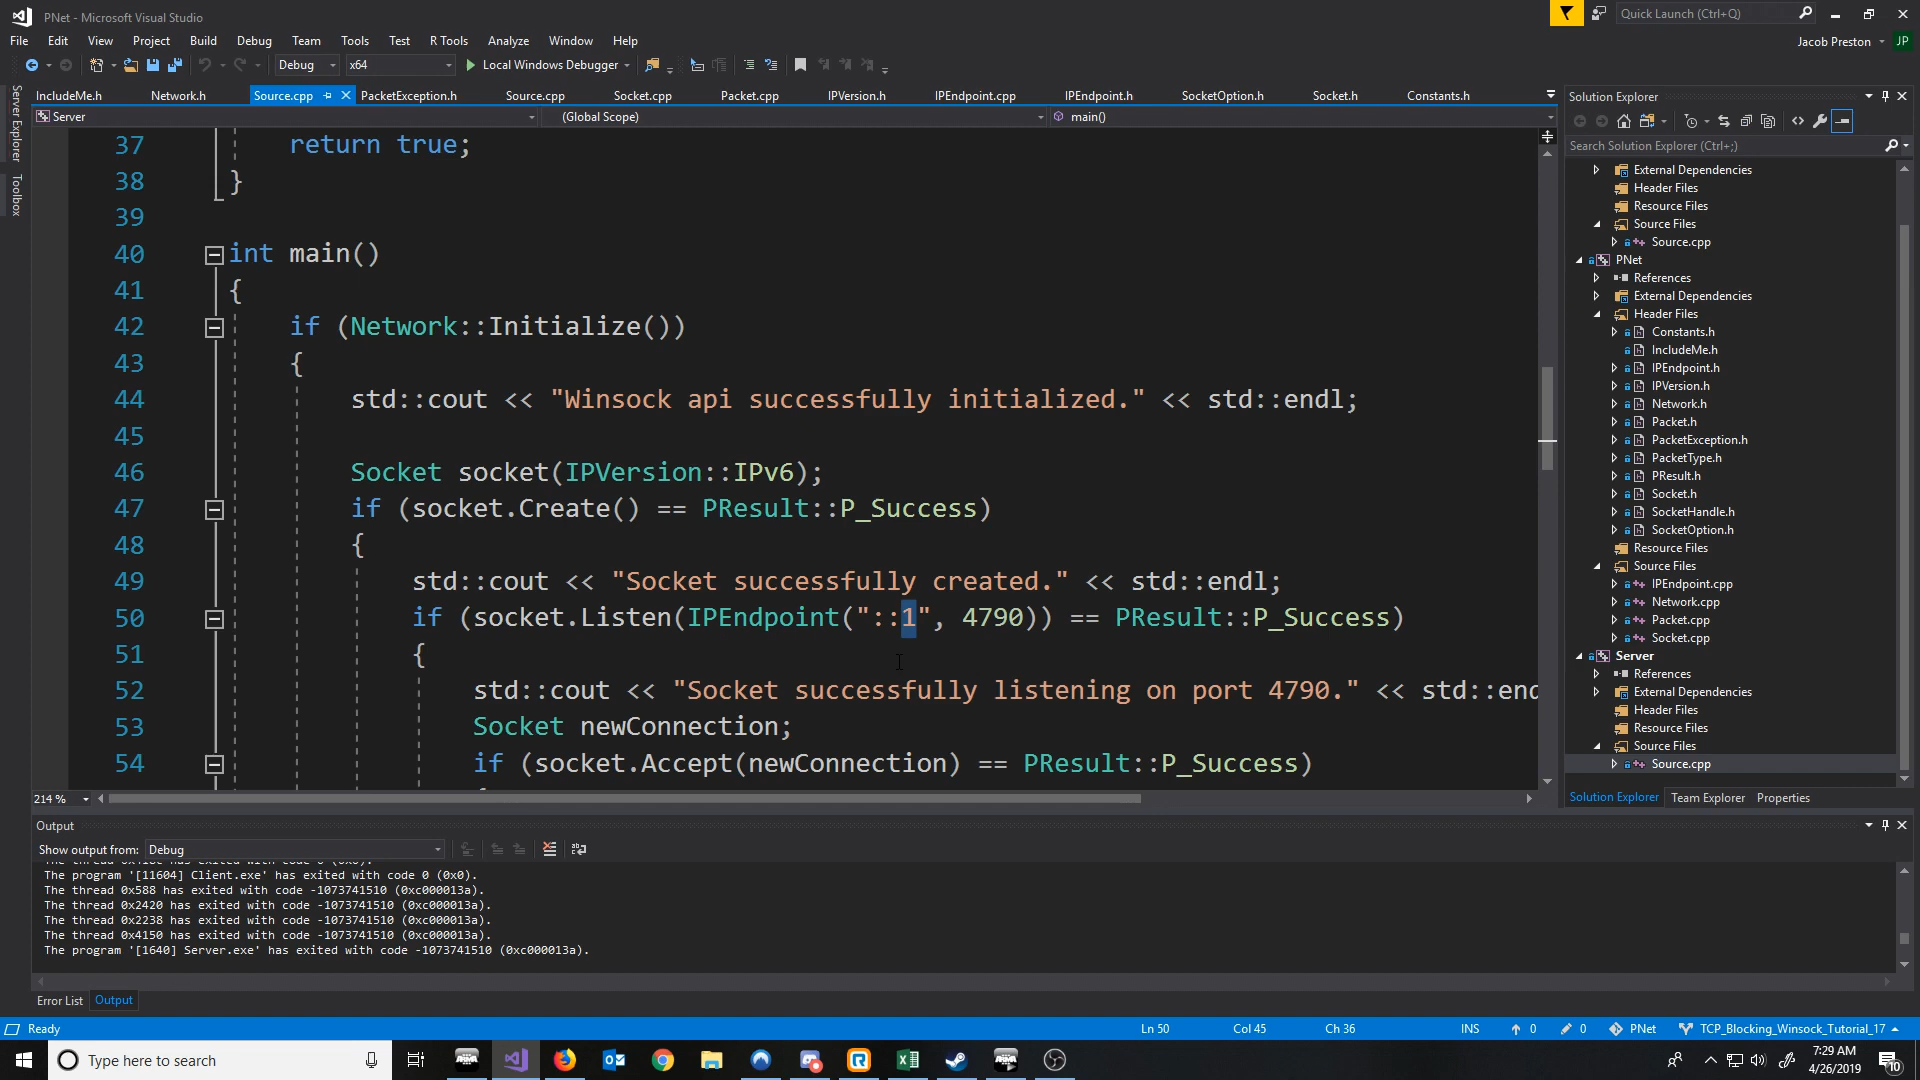 PNet - Microsoft Visual Studio
Quick Launch (Ctrl+Q)
File Edit View Project Build Debug Team Tools Test R Tools Analyze Window Help
Jacob Preston JP
Debug x64 Local Windows Debugger
IncludeMe.h Network.h Source.cpp PacketException.h Source.cpp Socket.cpp Packet.cpp IPVersion.h IPEndpoint.cpp IPEndpoint.h SocketOption.h Socket.h Constants.h
Server (Global Scope) main()
Server Explorer
Toolbox
37 return true;
38 }
39
40 int main()
41 {
42 if (Network::Initialize())
43 {
44 std::cout << "Winsock api successfully initialized." << std::endl;
45
46 Socket socket(IPVersion::IPv6);
47 if (socket.Create() == PResult::P_Success)
48 {
49 std::cout << "Socket successfully created." << std::endl;
50 if (socket.Listen(IPEndpoint("::1", 4790)) == PResult::P_Success)
51 {
52 std::cout << "Socket successfully listening on port 4790." << std::end
53 Socket newConnection;
54 if (socket.Accept(newConnection) == PResult::P_Success)
214 %
Solution Explorer
Search Solution Explorer (Ctrl+;)
External Dependencies
Header Files
Resource Files
Source Files
Source.cpp
PNet
References
External Dependencies
Header Files
Constants.h
IncludeMe.h
IPEndpoint.h
IPVersion.h
Network.h
Packet.h
PacketException.h
PacketType.h
PResult.h
Socket.h
SocketHandle.h
SocketOption.h
Resource Files
Source Files
IPEndpoint.cpp
Network.cpp
Packet.cpp
Socket.cpp
Server
References
External Dependencies
Header Files
Resource Files
Source Files
Source.cpp
Solution Explorer Team Explorer Properties
Output
Show output from: Debug
The program '[11604] Client.exe' has exited with code 0 (0x0).
The thread 0x588 has exited with code -1073741510 (0xc000013a).
The thread 0x2420 has exited with code -1073741510 (0xc000013a).
The thread 0x2238 has exited with code -1073741510 (0xc000013a).
The thread 0x4150 has exited with code -1073741510 (0xc000013a).
The program '[1640] Server.exe' has exited with code -1073741510 (0xc000013a).
Error List Output
Ready Ln 50 Col 45 Ch 36 INS 0 0 PNet TCP_Blocking_Winsock_Tutorial_17
Type here to search
7:29 AM
4/26/2019
10